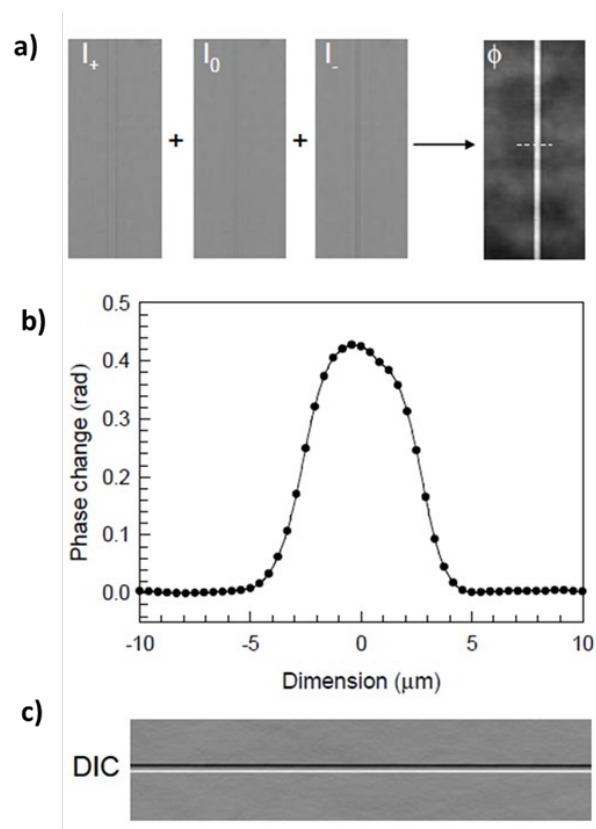 a)
I₊ + I₀ + I₋ ϕ
b)
Phase change (rad)
0.5
0.4
0.3
0.2
0.1
0.0
-10 -5 0 5 10
Dimension (μm)
c)
DIC